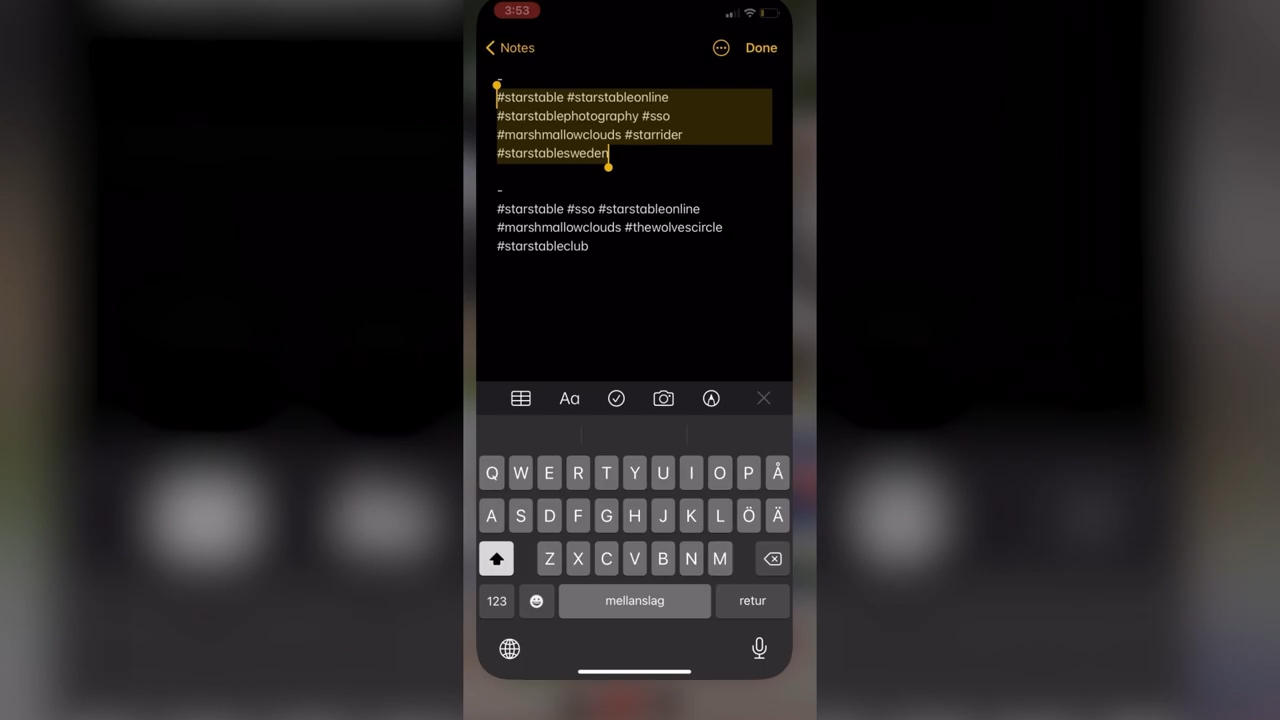 3:53
Notes
Done
-
#starstable #starstableonline
#starstablephotography #sso
#marshmallowclouds #starrider
#starstablesweden
-
#starstable #sso #starstableonline
#marshmallowclouds #thewolvescircle
#starstableclub
Aa
Q W E R T Y U I O P Å
A S D F G H J K L Ö Ä
Z X C V B N M
123 mellanslag retur